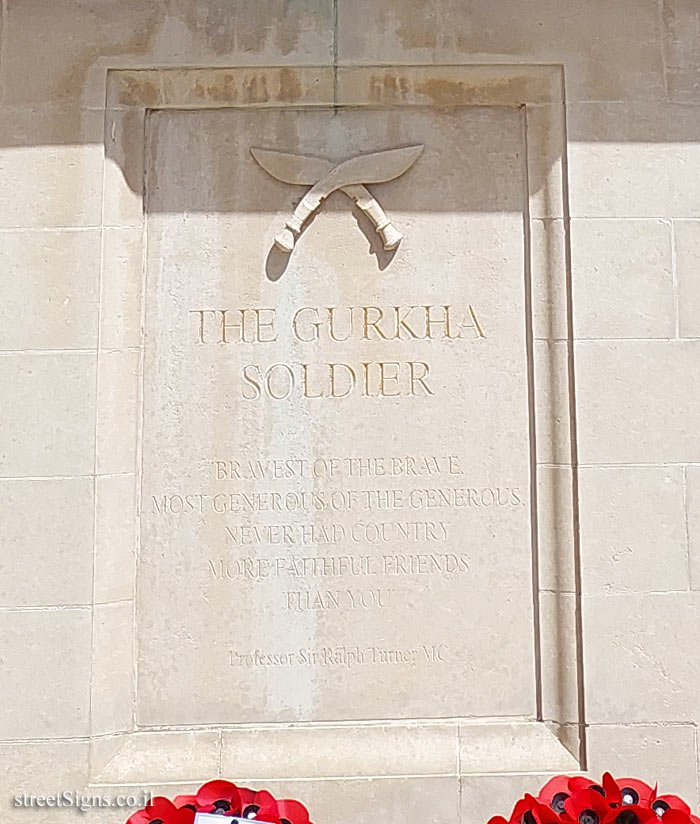 THE GURKHA
SOLDIER
"BRAVEST OF THE BRAVE,
MOST GENEROUS OF THE GENEROUS,
NEVER HAD COUNTRY
MORE FAITHFUL FRIENDS
THAN YOU"
Professor Sir Ralph Turner MC
streetSigns.co.il